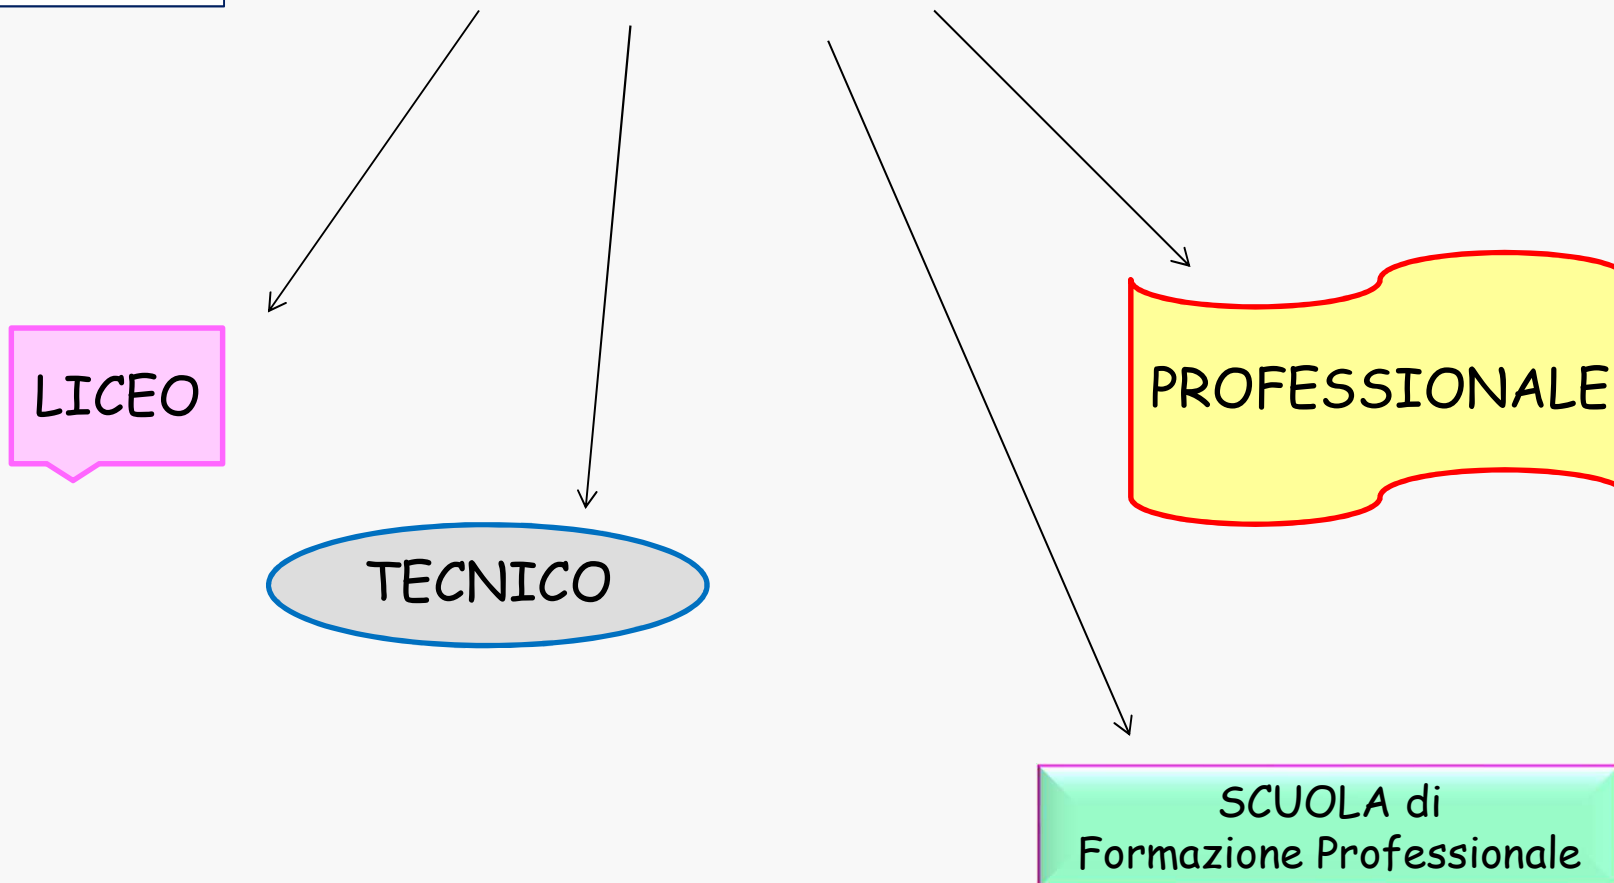 LICEO
PROFESSIONALE
TECNICO
SCUOLA di
Formazione Professionale